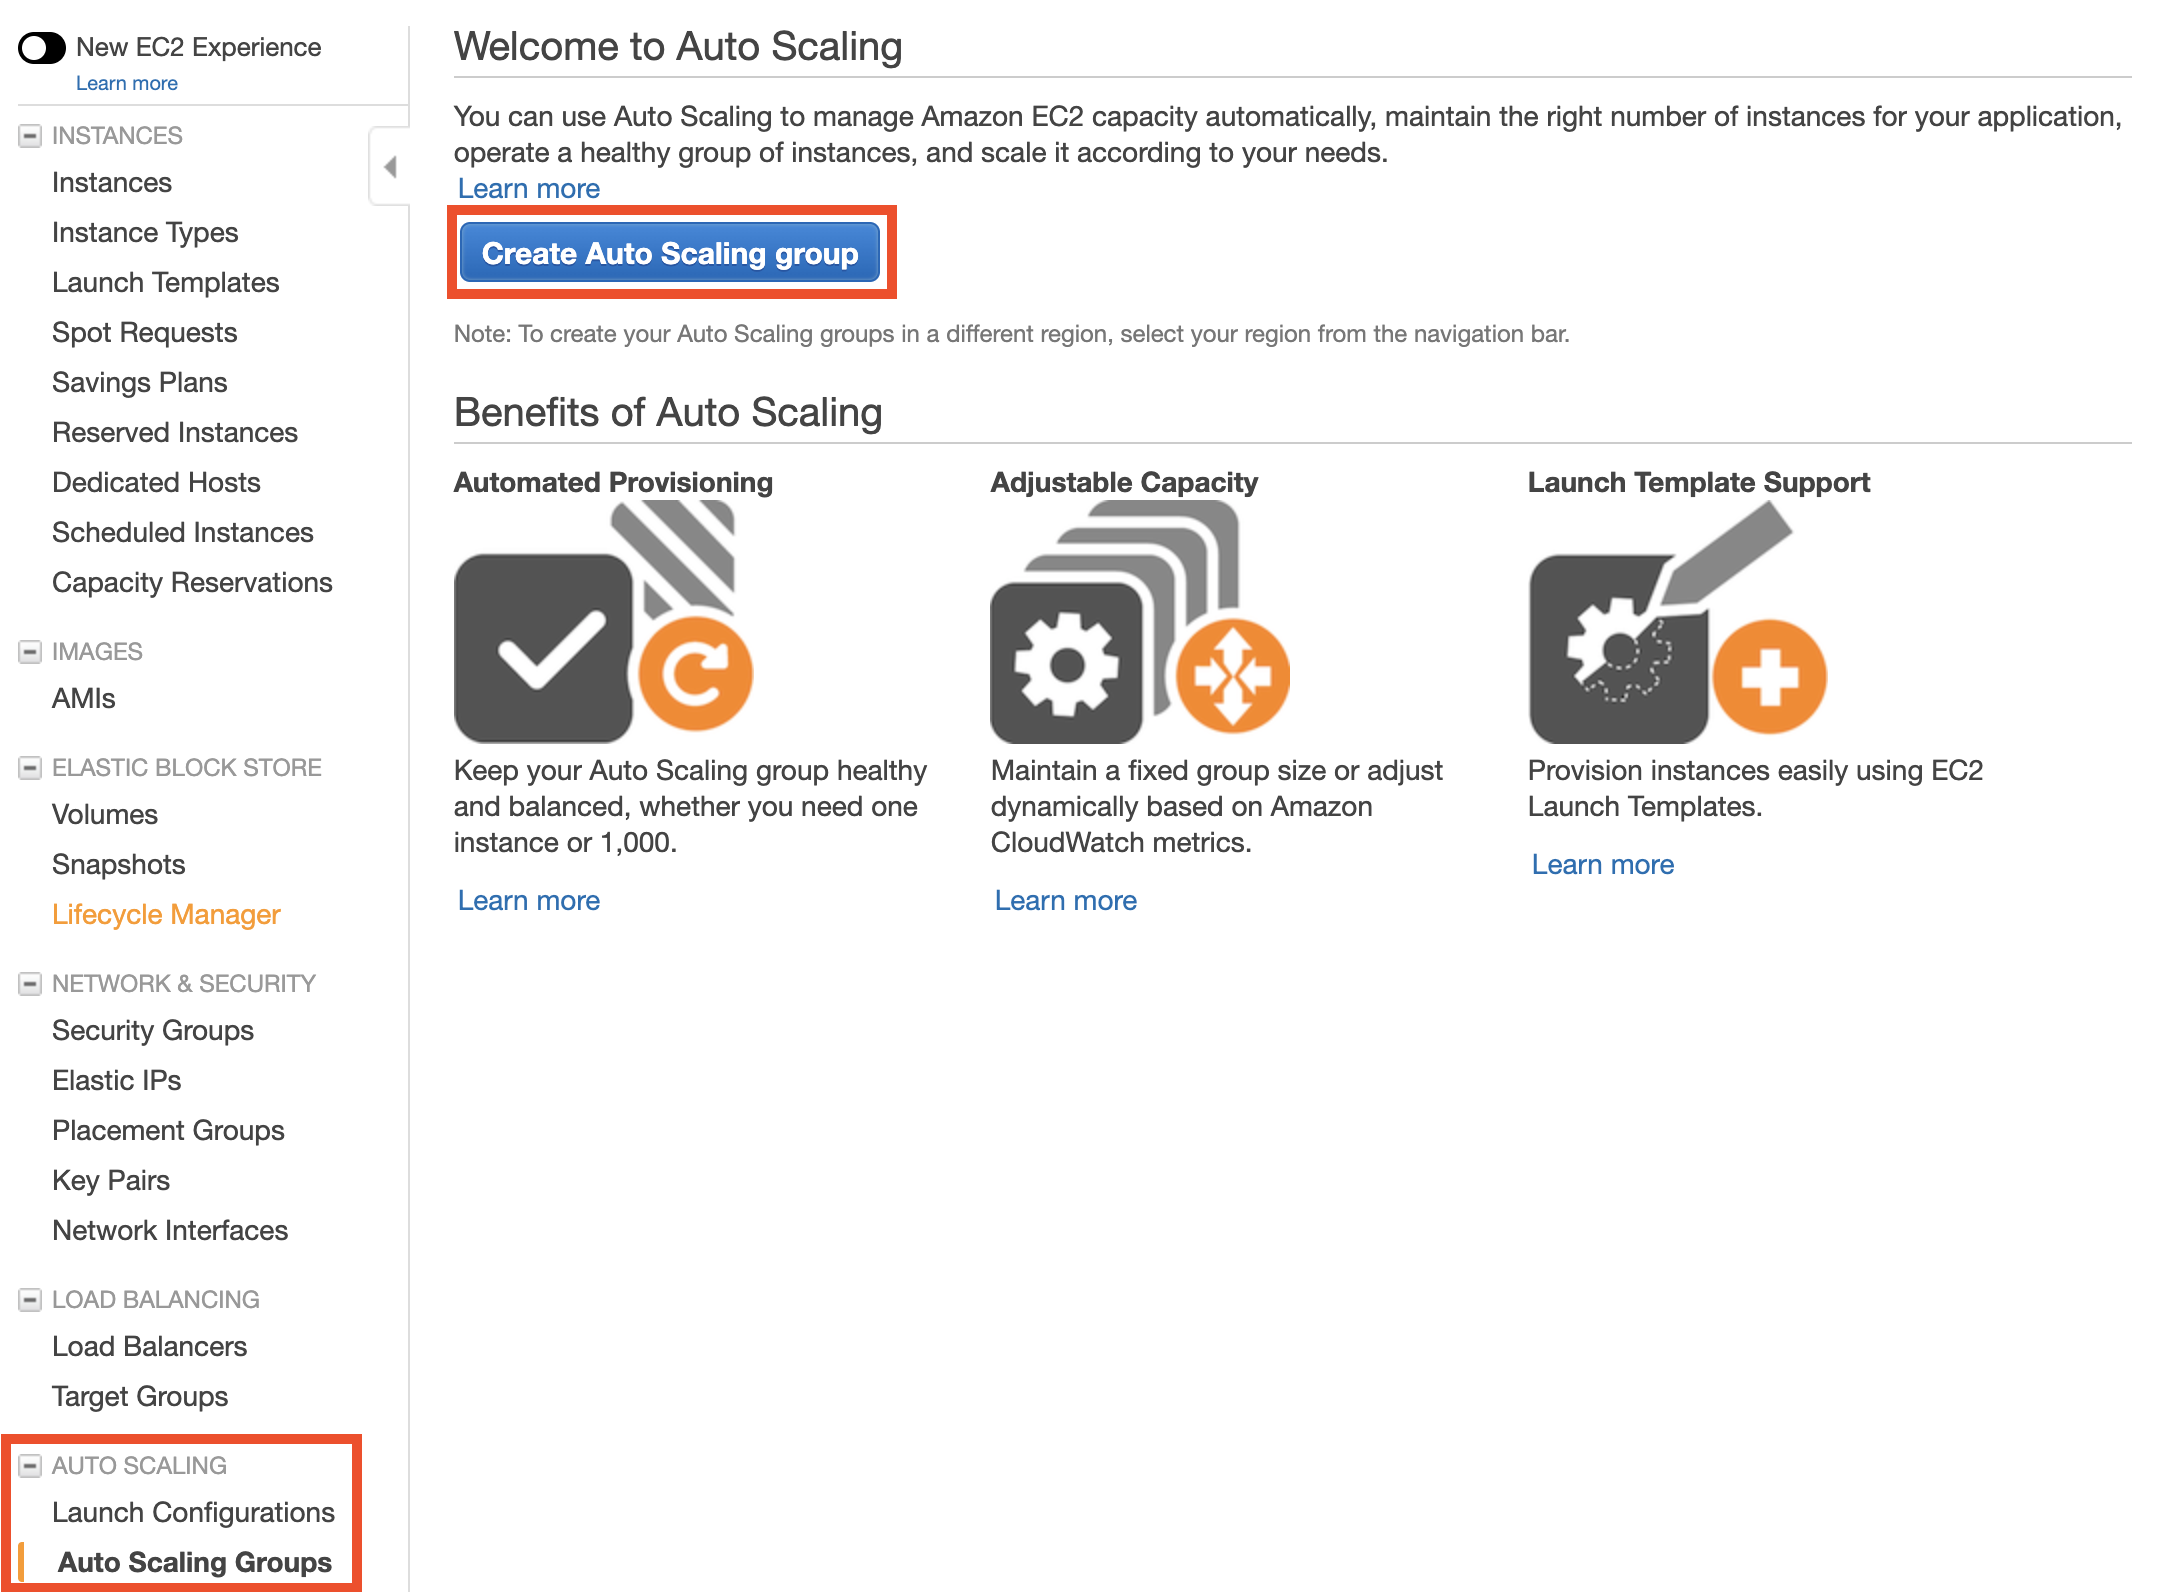 New EC2 Experience
Learn more
INSTANCES
Instances
Instance Types
Launch Templates
Spot Requests
Savings Plans
Reserved Instances
Dedicated Hosts
Scheduled Instances
Capacity Reservations
IMAGES
AMIs
ELASTIC BLOCK STORE
Volumes
Snapshots
Lifecycle Manager
NETWORK & SECURITY
Security Groups
Elastic IPs
Placement Groups
Key Pairs
Network Interfaces
LOAD BALANCING
Load Balancers
Target Groups
AUTO SCALING
Launch Configurations
Auto Scaling Groups
Welcome to Auto Scaling
You can use Auto Scaling to manage Amazon EC2 capacity automatically, maintain the right number of instances for your application,
operate a healthy group of instances, and scale it according to your needs.
Learn more
Create Auto Scaling group
Note: To create your Auto Scaling groups in a different region, select your region from the navigation bar.
Benefits of Auto Scaling
Automated Provisioning
Keep your Auto Scaling group healthy
and balanced, whether you need one
instance or 1,000.
Learn more
Adjustable Capacity
Maintain a fixed group size or adjust
dynamically based on Amazon
CloudWatch metrics.
Learn more
Launch Template Support
Provision instances easily using EC2
Launch Templates.
Learn more